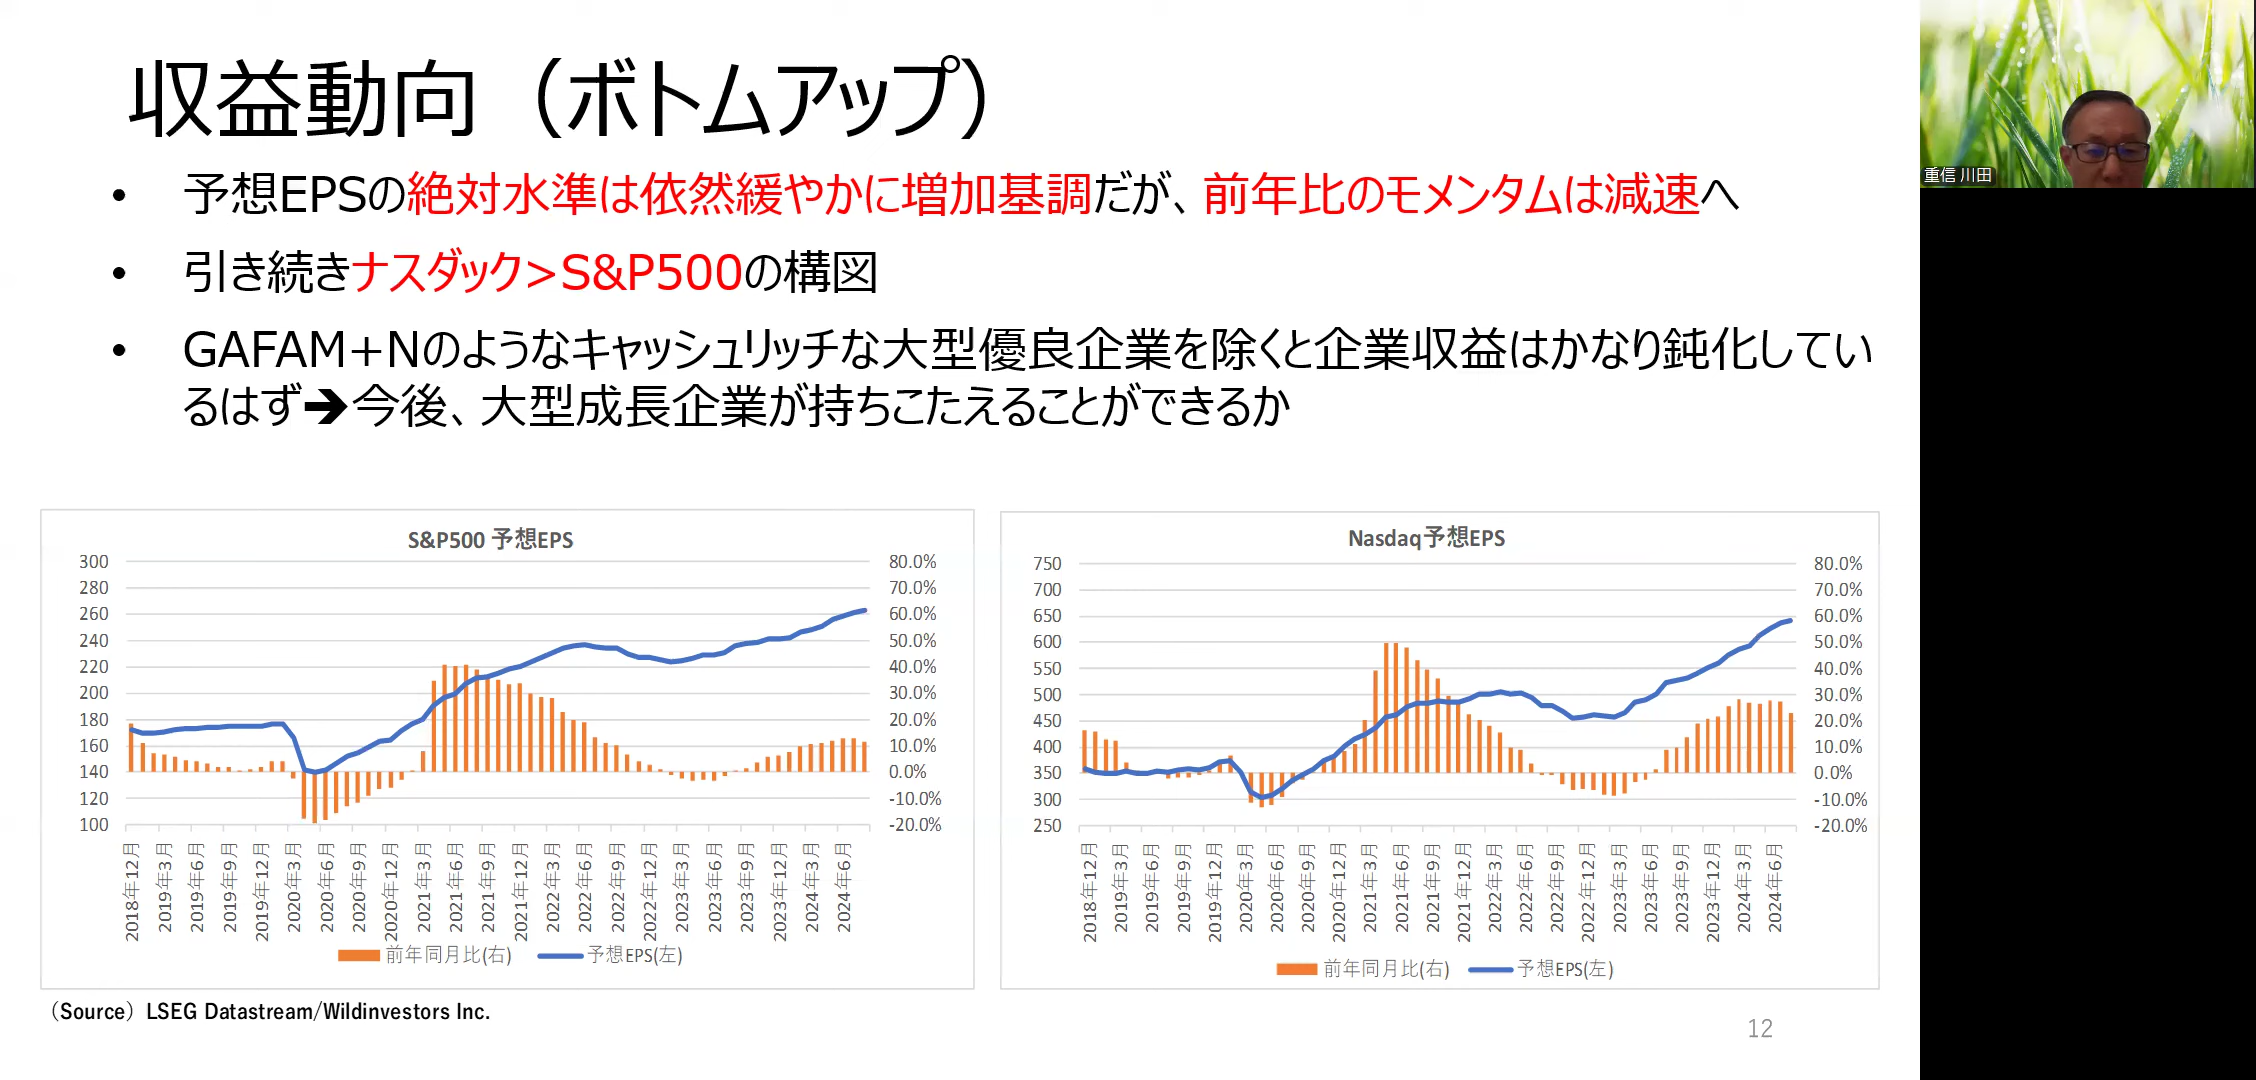 収益動向（ボトムアップ）
• 予想EPSの絶対水準は依然緩やかに増加基調だが、前年比のモメンタムは減速へ
• 引き続きナスダック>S&P500の構図
• GAFAM+Nのようなキャッシュリッチな大型優良企業を除くと企業収益はかなり鈍化してい
るはず➔今後、大型成長企業が持ちこたえることができるか
重信 川田
S&P500 予想EPS
300
280
260
240
220
200
180
160
140
120
100
80.0%
70.0%
60.0%
50.0%
40.0%
30.0%
20.0%
10.0%
0.0%
-10.0%
-20.0%
2018年12月
2019年3月
2019年6月
2019年9月
2019年12月
2020年3月
2020年6月
2020年9月
2020年12月
2021年3月
2021年6月
2021年9月
2021年12月
2022年3月
2022年6月
2022年9月
2022年12月
2023年3月
2023年6月
2023年9月
2023年12月
2024年3月
2024年6月
前年同月比(右) 予想EPS(左)
Nasdaq予想EPS
750
700
650
600
550
500
450
400
350
300
250
80.0%
70.0%
60.0%
50.0%
40.0%
30.0%
20.0%
10.0%
0.0%
-10.0%
-20.0%
2018年12月
2019年3月
2019年6月
2019年9月
2019年12月
2020年3月
2020年6月
2020年9月
2020年12月
2021年3月
2021年6月
2021年9月
2021年12月
2022年3月
2022年6月
2022年9月
2022年12月
2023年3月
2023年6月
2023年9月
2023年12月
2024年3月
2024年6月
前年同月比(右) 予想EPS(左)
（Source）LSEG Datastream/Wildinvestors Inc.
12